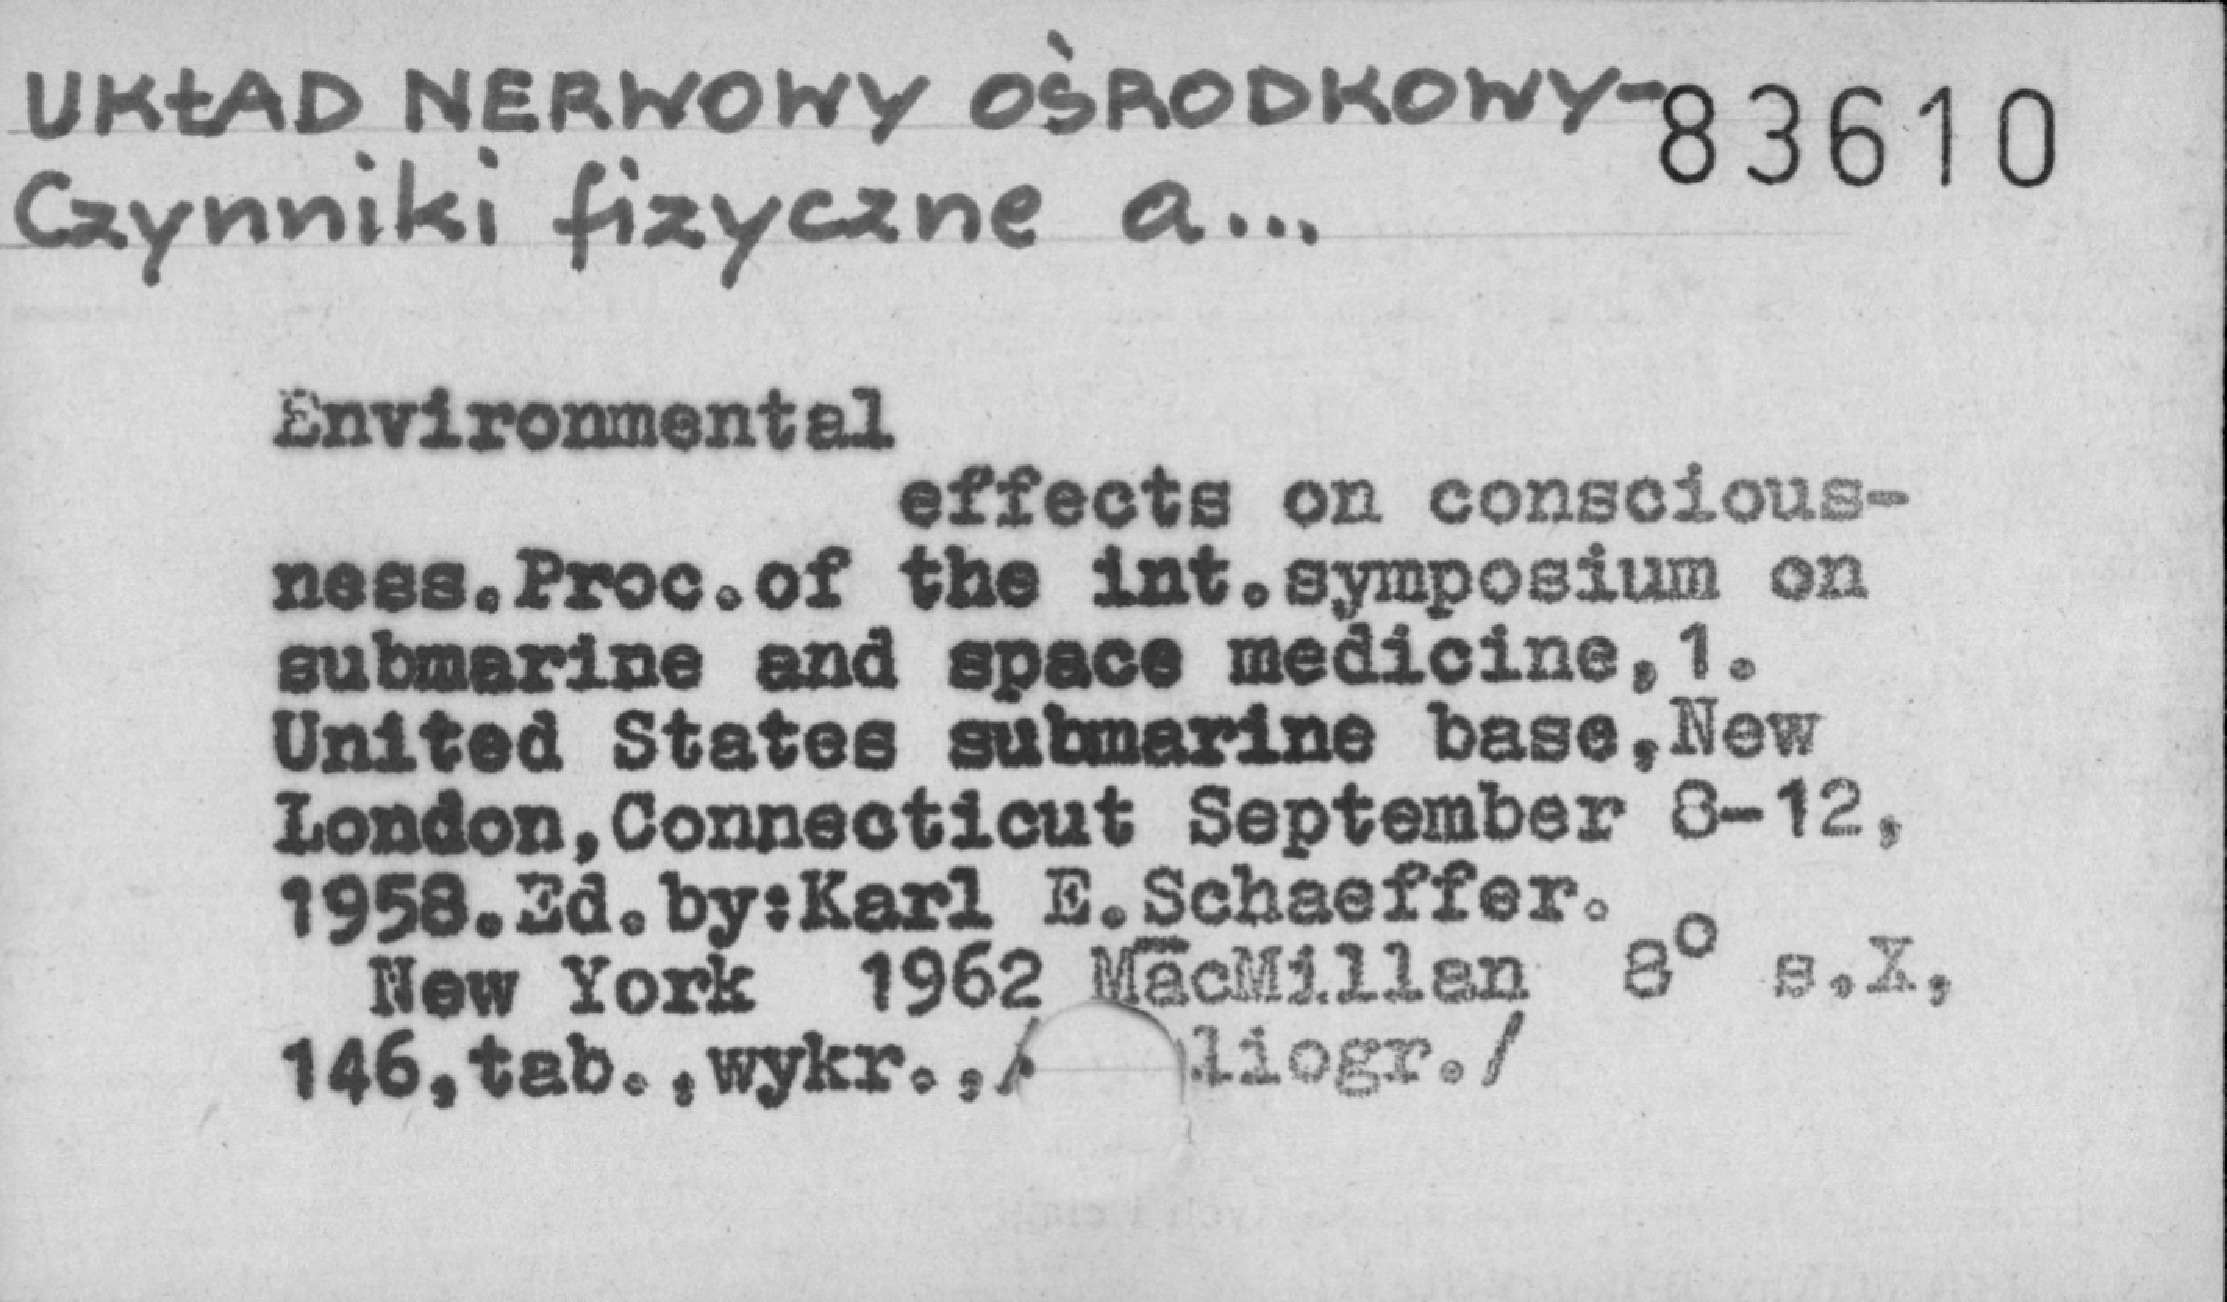 UKŁAD NERWOWY OŚRODKOWY- 83610
Czynniki fizyczne a...
Environmental
effects on conscious-
ness.Proc.of the int.symposium on
submarine and space medicine,1.
United States submarine base,New
London,Connecticut September 8-12,
1958.Ed.by:Karl E.Schaeffer.
New York 1962 MacMillan 8° s.X,
146,tab.,wykr.,/ liogr./